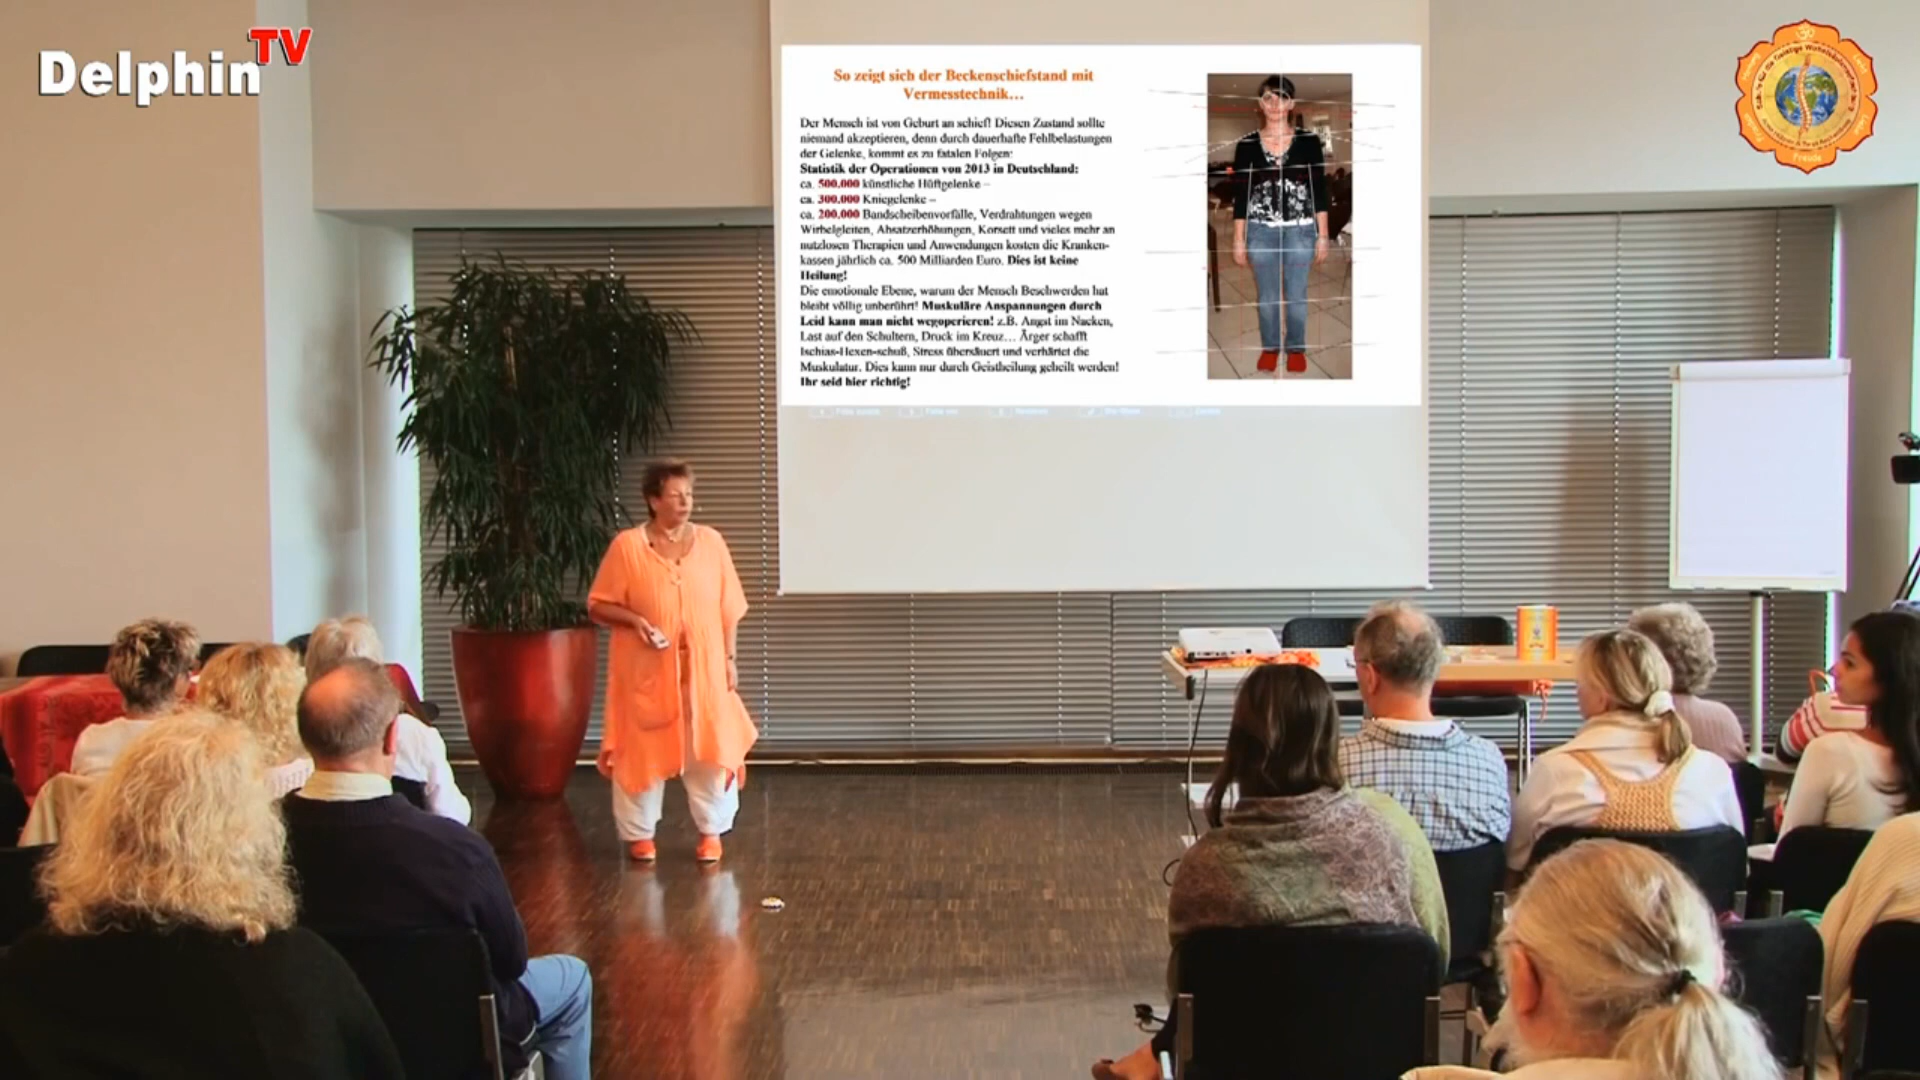 Delphin TV
So zeigt sich der Beckenschiefstand mit
Vermesstechnik…
Der Mensch ist von Geburt an schief! Diesen Zustand sollte
niemand akzeptieren, denn durch dauerhafte Fehlbelastungen
der Gelenke, kommt es zu fatalen Folgen:
Statistik der Operationen von 2013 in Deutschland:
ca. 500.000 künstliche Hüftgelenke –
ca. 300.000 Kniegelenke –
ca. 200.000 Bandscheibenvorfälle, Verdrahtungen wegen
Wirbelgleiten, Absatzerhöhungen, Korsett und vieles mehr an
nutzlosen Therapien und Anwendungen kosten die Kranken-
kassen jährlich ca. 500 Milliarden Euro. Dies ist keine
Heilung!
Die emotionale Ebene, warum der Mensch Beschwerden hat
bleibt völlig unberührt! Muskuläre Anspannungen durch
Leid kann man nicht wegoperieren! z.B. Angst im Nacken,
Last auf den Schultern, Druck im Kreuz… Ärger schafft
Ischias-Hexen-schuß, Stress übersäuert und verhärtet die
Muskulatur. Dies kann nur durch Geistheilung geheilt werden!
Ihr seid hier richtig!
Freude